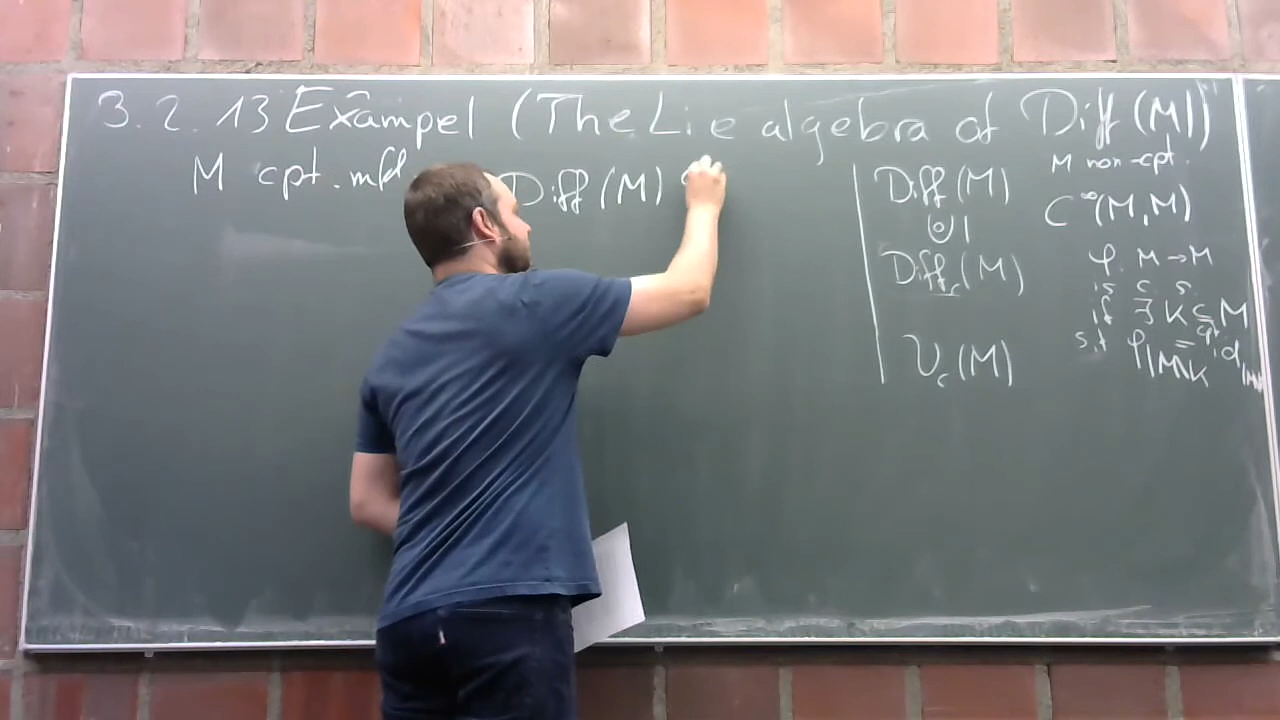 3.2.13 Exampel (The Lie algebra of Diff(M))
M cpt. mfd Diff(M)
Diff(M)
∪|
Diff_c(M)
𝒱_c(M)
M non-cpt.
C^∞(M,M)
φ: M → M
is c s.
if ∃ K ⊆ M
cpt
s.t φ|M\K = id|M\K